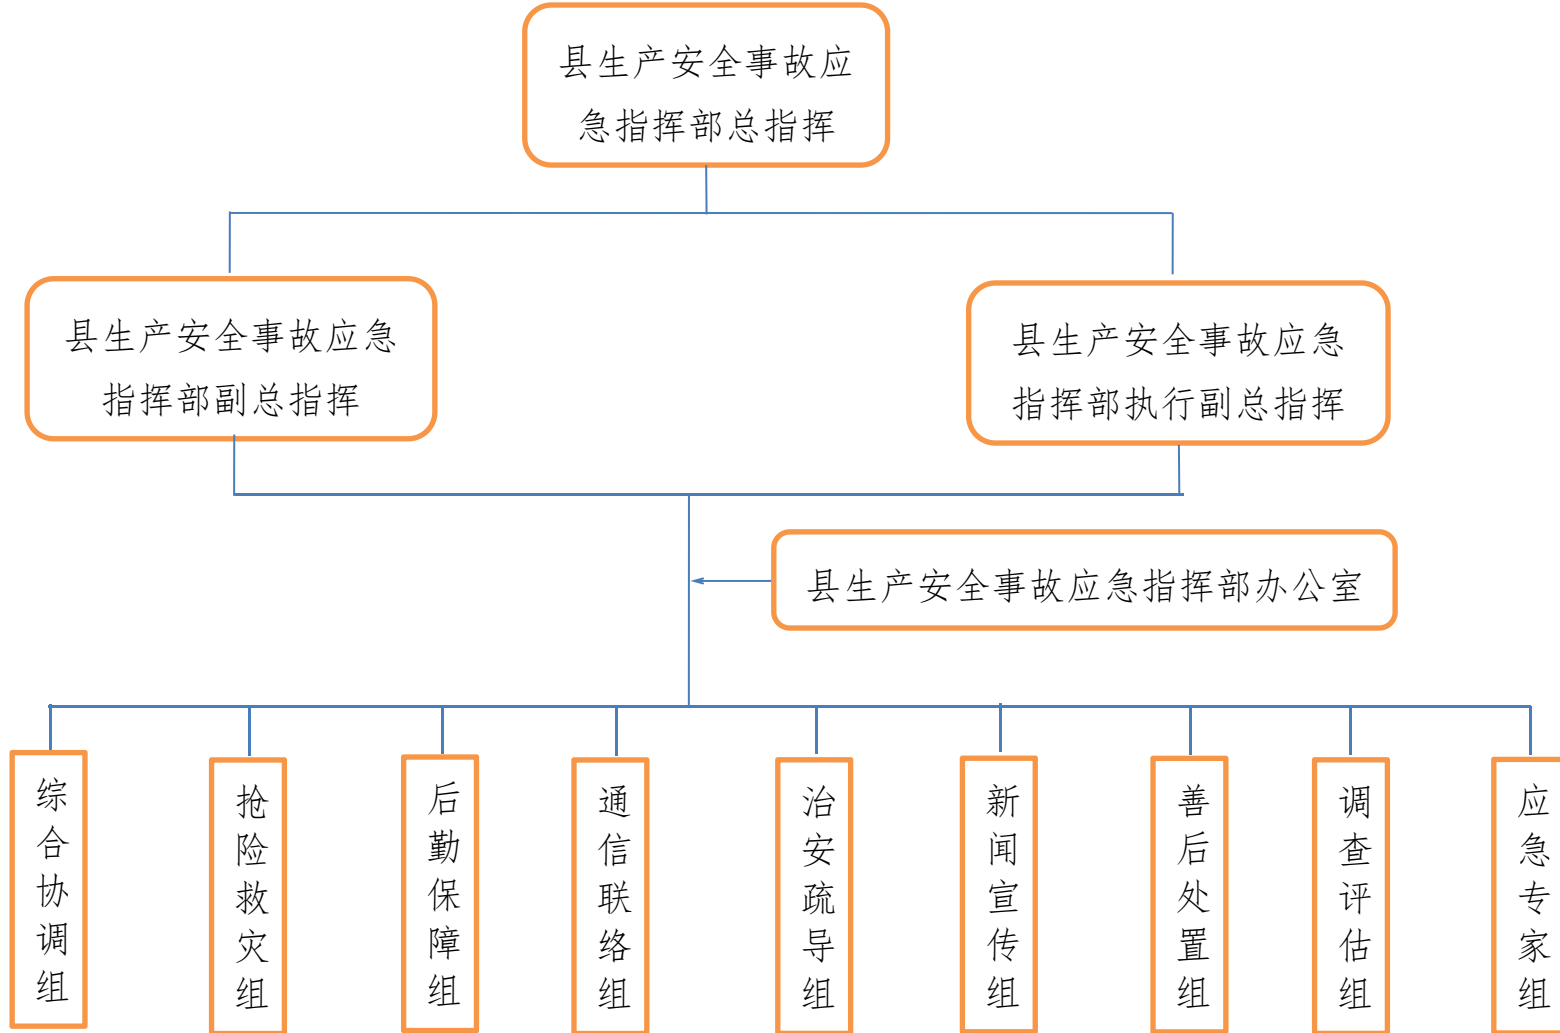 县生产安全事故应
急指挥部总指挥
县生产安全事故应急
指挥部副总指挥
县生产安全事故应急
指挥部执行副总指挥
县生产安全事故应急指挥部办公室
综合协调组
抢险救灾组
后勤保障组
通信联络组
治安疏导组
新闻宣传组
善后处置组
调查评估组
应急专家组